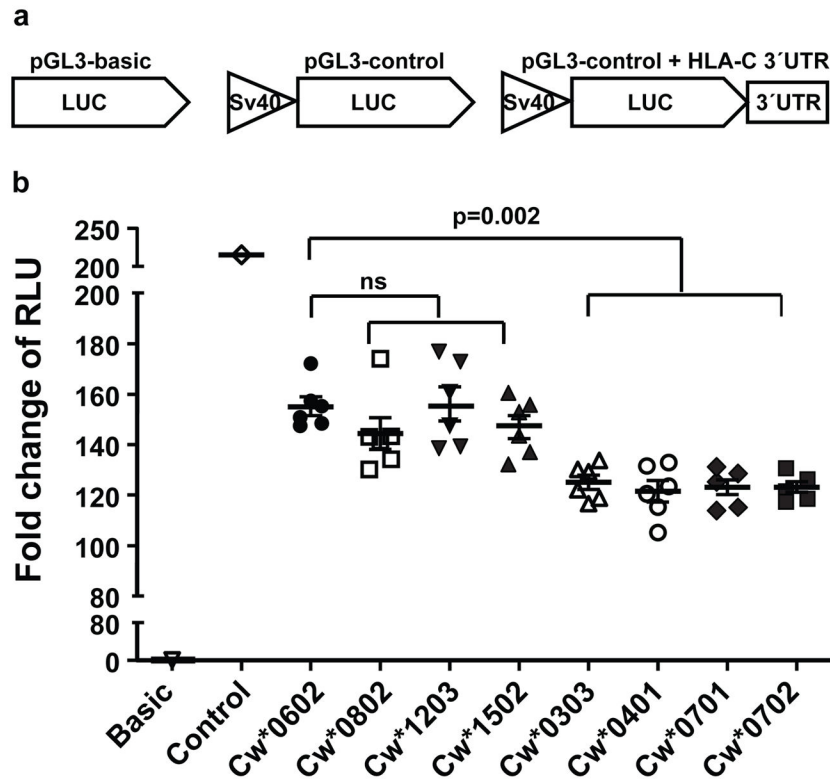 a
pGL3-basic
LUC
pGL3-control
Sv40 LUC
pGL3-control + HLA-C 3´UTR
Sv40 LUC 3´UTR
b
Fold change of RLU
250
200
200
180
160
140
120
100
80
80
0
p=0.002
ns
Basic
Control
Cw*0602
Cw*0802
Cw*1203
Cw*1502
Cw*0303
Cw*0401
Cw*0701
Cw*0702